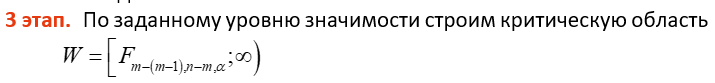 3 этап. По заданному уровню значимости строим критическую область
W = [F_{m−(m−1),n−m,α};∞)